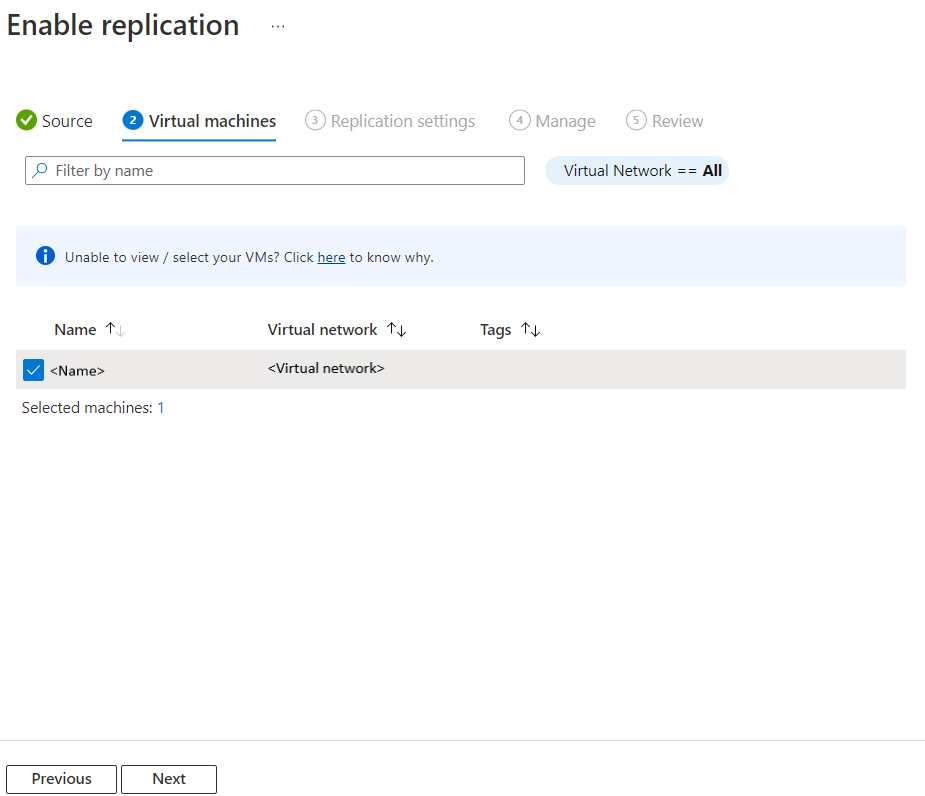 Enable replication ...
Source 2 Virtual machines 3 Replication settings 4 Manage 5 Review
Filter by name Virtual Network == All
Unable to view / select your VMs? Click here to know why.
Name ↑↓ Virtual network ↑↓ Tags ↑↓
<Name> <Virtual network>
Selected machines: 1
Previous Next